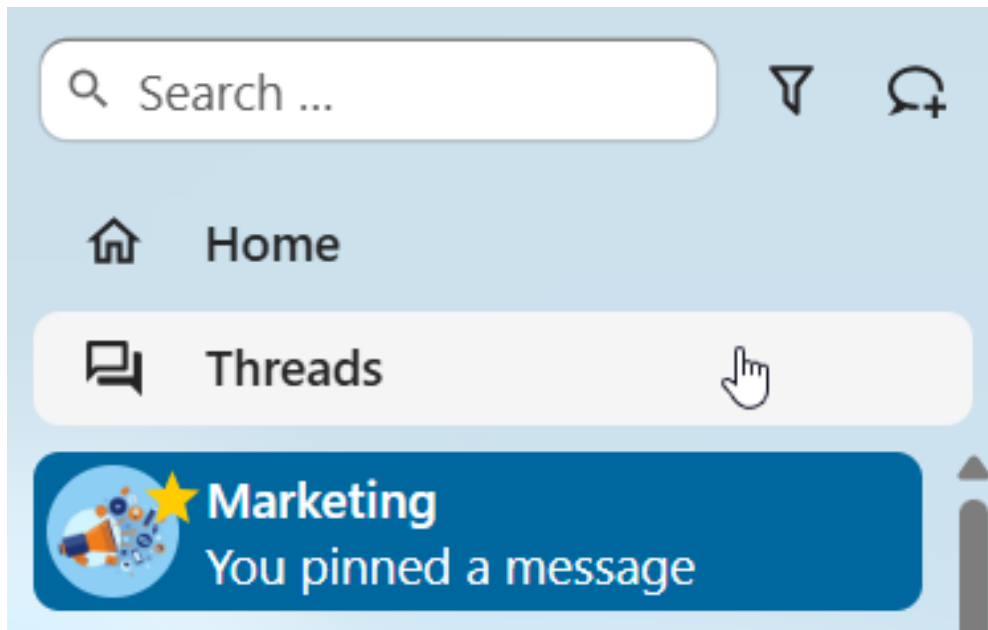 Search ...
Home
Threads
Marketing
You pinned a message